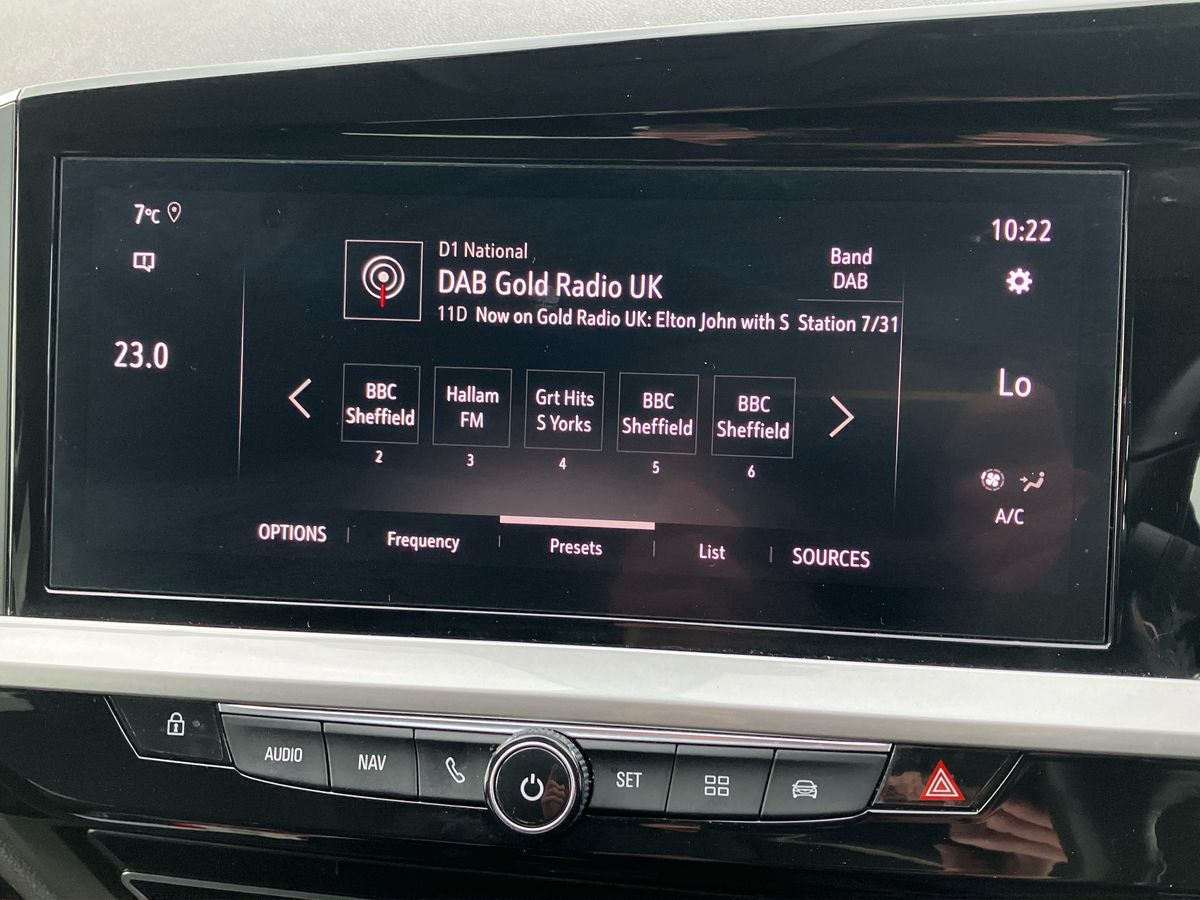 7°C
23.0
D1 National
DAB Gold Radio UK
11D Now on Gold Radio UK: Elton John with S
Band
DAB
Station 7/31
10:22
Lo
A/C
BBC
Sheffield
2
Hallam
FM
3
Grt Hits
S Yorks
4
BBC
Sheffield
5
BBC
Sheffield
6
OPTIONS
Frequency
Presets
List
SOURCES
AUDIO
NAV
SET